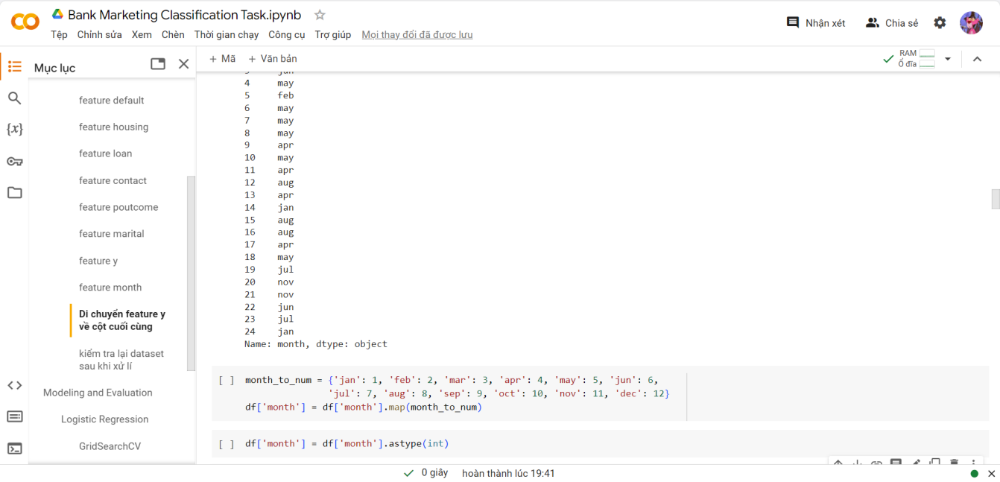 Bank Marketing Classification Task.ipynb
Tệp Chỉnh sửa Xem Chèn Thời gian chạy Công cụ Trợ giúp Mọi thay đổi đã được lưu
Nhận xét Chia sẻ
Mục lục
+ Mã + Văn bản
RAM
Ổ đĩa
feature default
feature housing
feature loan
feature contact
feature poutcome
feature marital
feature y
feature month
Di chuyển feature y
về cột cuối cùng
kiểm tra lại dataset
sau khi xử lí
Modeling and Evaluation
Logistic Regression
GridSearchCV
3 jun
4 may
5 feb
6 may
7 may
8 may
9 apr
10 may
11 apr
12 aug
13 apr
14 jan
15 aug
16 aug
17 apr
18 may
19 jul
20 nov
21 nov
22 jun
23 jul
24 jan
Name: month, dtype: object
[ ] month_to_num = {'jan': 1, 'feb': 2, 'mar': 3, 'apr': 4, 'may': 5, 'jun': 6,
'jul': 7, 'aug': 8, 'sep': 9, 'oct': 10, 'nov': 11, 'dec': 12}
df['month'] = df['month'].map(month_to_num)
[ ] df['month'] = df['month'].astype(int)
0 giây hoàn thành lúc 19:41